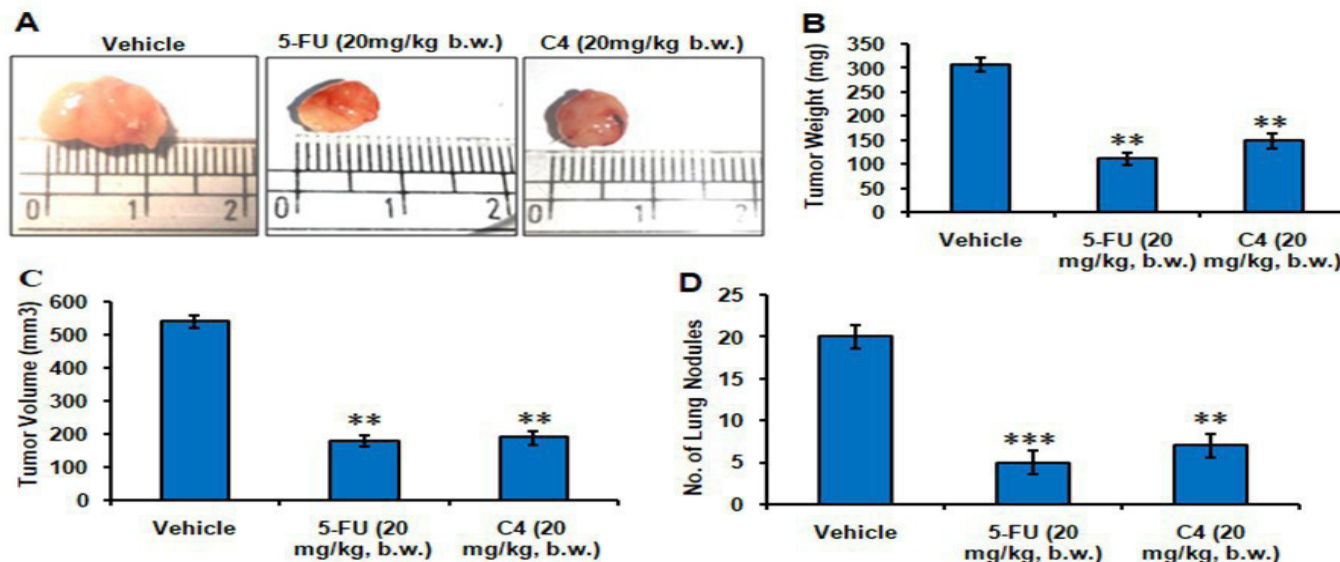 A
Vehicle
5-FU (20mg/kg b.w.)
C4 (20mg/kg b.w.)
0 1 2
0 1 2
0 1 2
B
Tumor Weight (mg)
350
300
250
200
150
100
50
0
**
**
Vehicle
5-FU (20
mg/kg, b.w.)
C4 (20
mg/kg, b.w.)
C
Tumor Volume (mm3)
600
500
400
300
200
100
0
**
**
Vehicle
5-FU (20
mg/kg, b.w.)
C4 (20
mg/kg, b.w.)
D
No. of Lung Nodules
25
20
15
10
5
0
***
**
Vehicle
5-FU (20
mg/kg, b.w.)
C4 (20
mg/kg, b.w.)